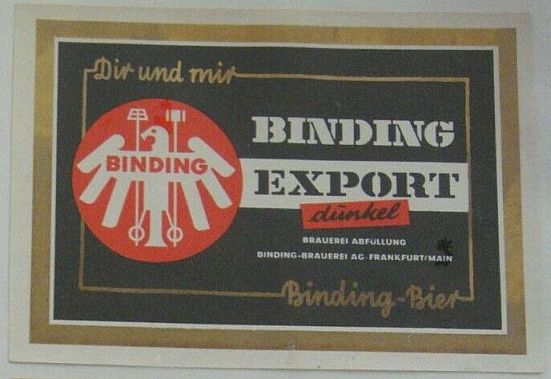 Dir und mir
BINDING
BINDING
EXPORT
dunkel
BRAUEREI ABFÜLLUNG
BINDING-BRAUEREI AG · FRANKFURT/MAIN
Binding-Bier